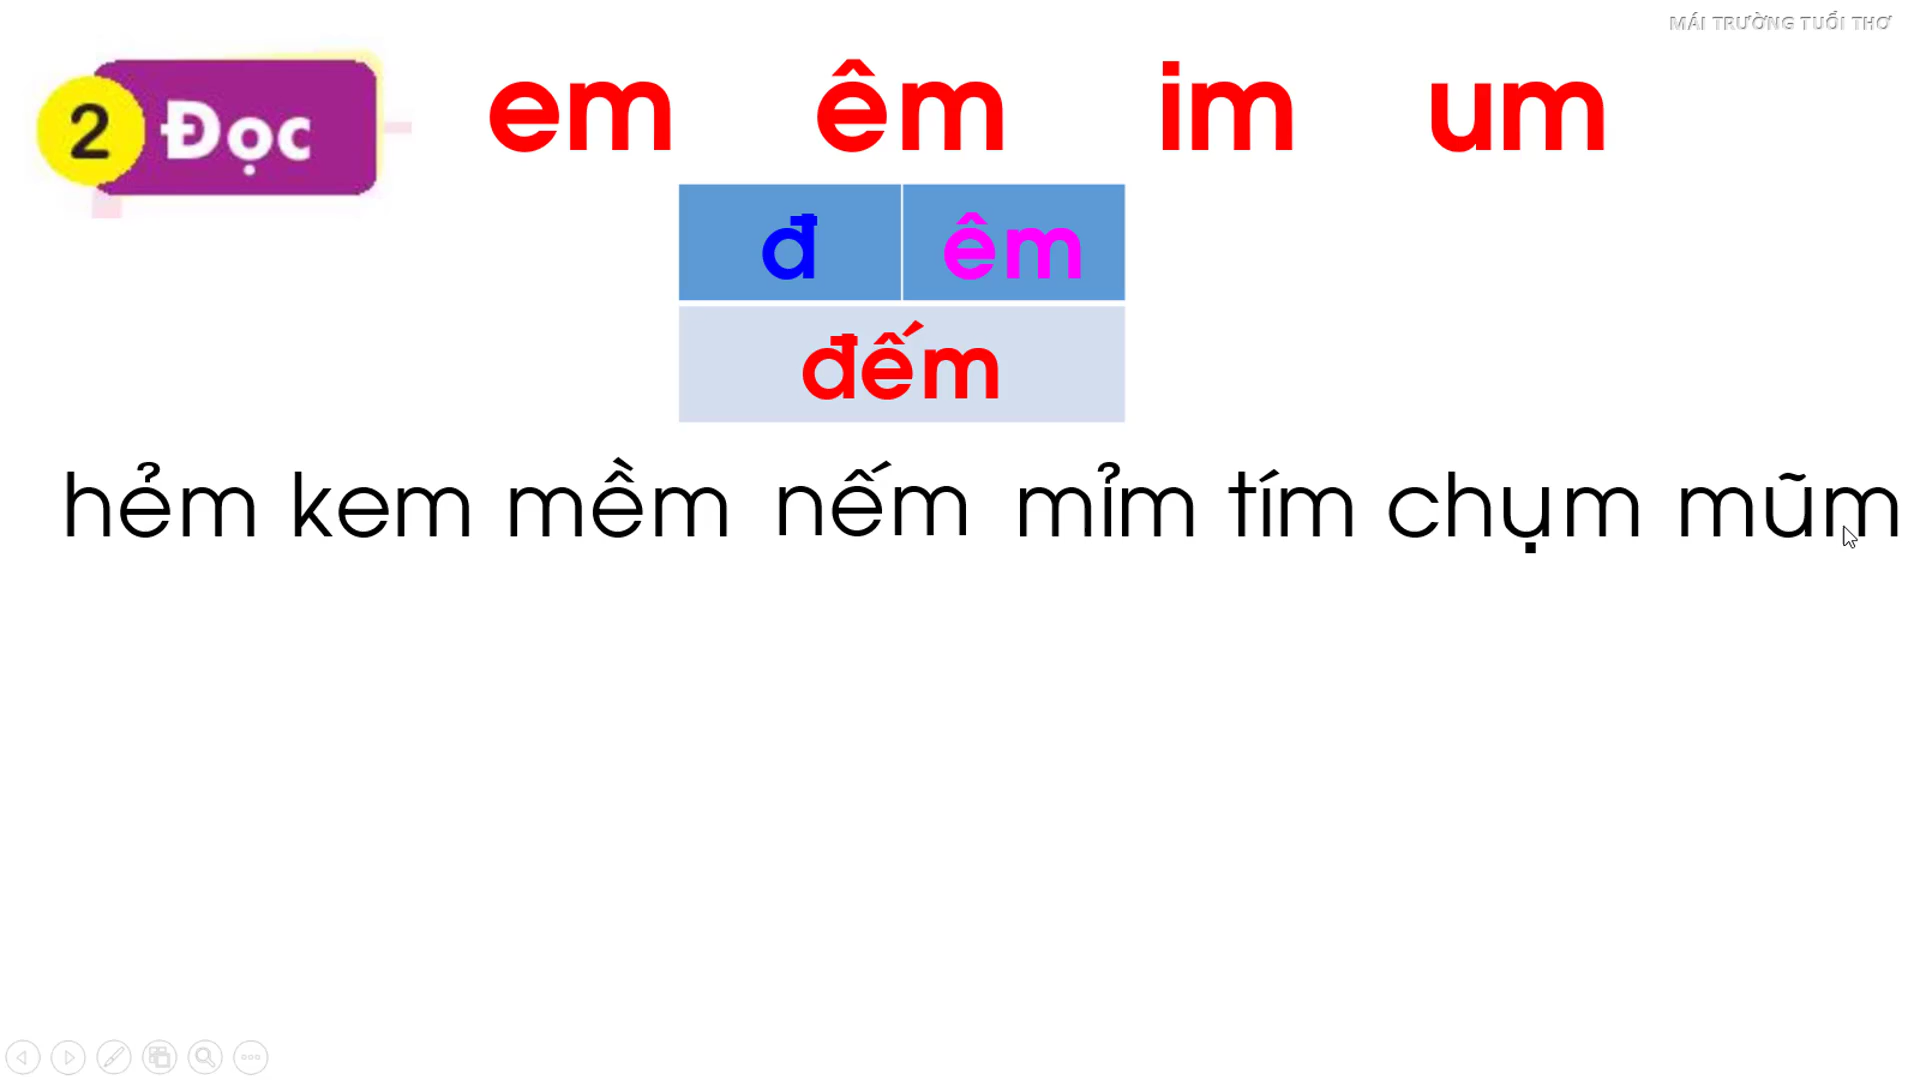 MÁI TRƯỜNG TUỔI THƠ
2 Đọc
em êm im um
đ êm
đếm
hẻm kem mềm nếm mỉm tím chụm mũm